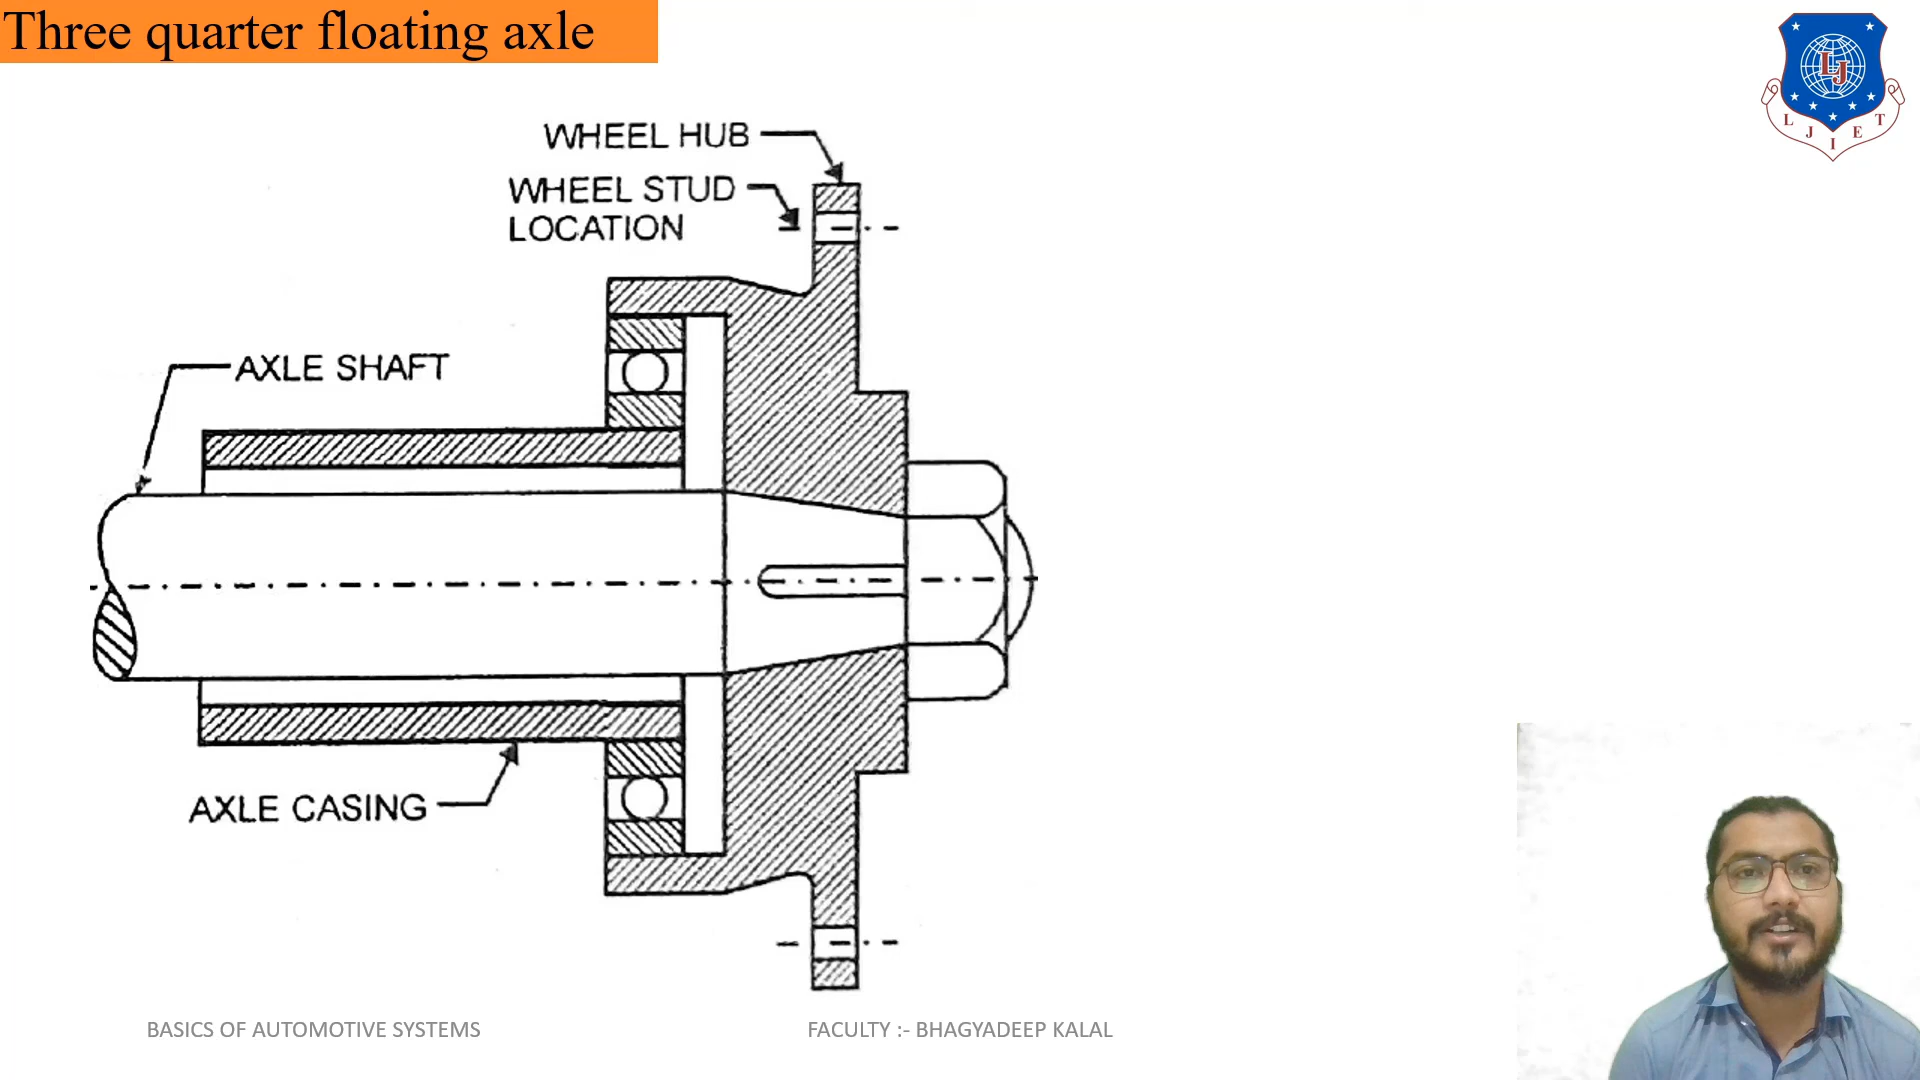 Three quarter floating axle
WHEEL HUB
WHEEL STUD
LOCATION
AXLE SHAFT
AXLE CASING
LJ
L J I E T
BASICS OF AUTOMOTIVE SYSTEMS
FACULTY :- BHAGYADEEP KALAL